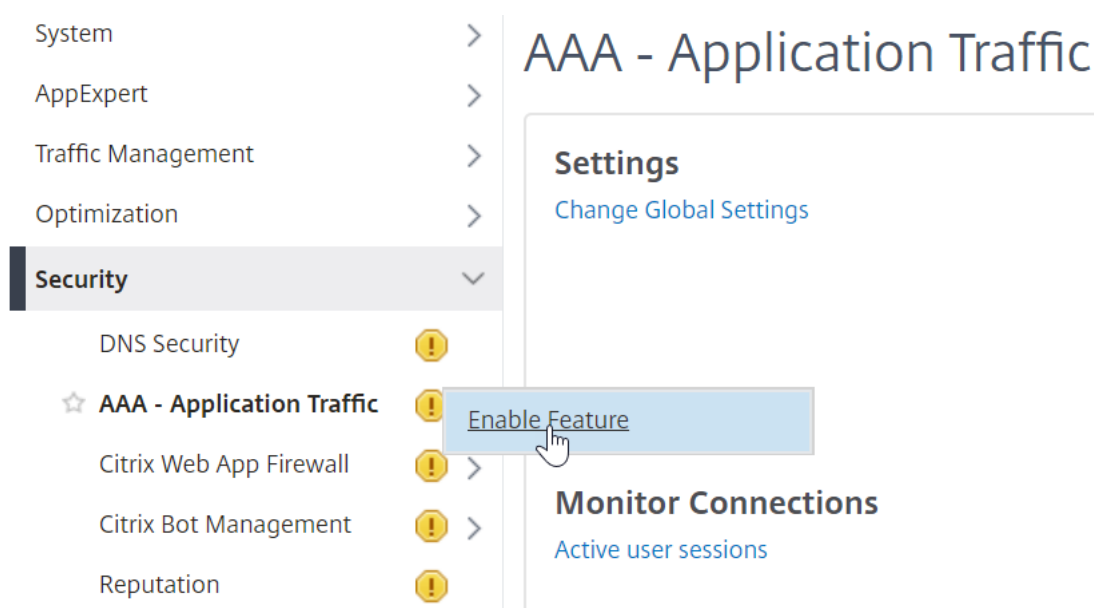 System
AppExpert
Traffic Management
Optimization
Security
DNS Security
AAA - Application Traffic
Citrix Web App Firewall
Citrix Bot Management
Reputation
Enable Feature
AAA - Application Traffic
Settings
Change Global Settings
Monitor Connections
Active user sessions